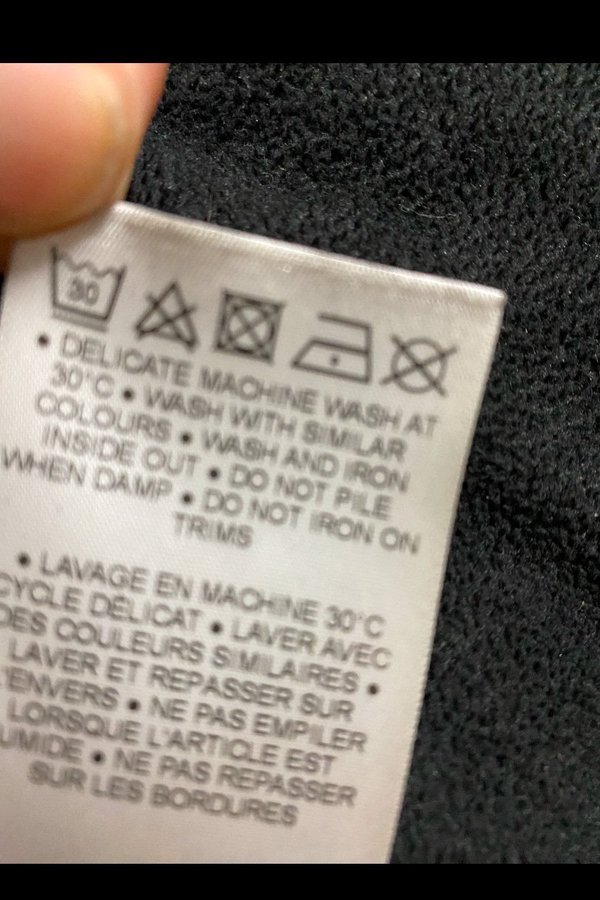 30
• DELICATE MACHINE WASH AT
30°C • WASH WITH SIMILAR
COLOURS • WASH AND IRON
INSIDE OUT • DO NOT PILE
WHEN DAMP • DO NOT IRON ON
TRIMS
• LAVAGE EN MACHINE 30°C
CYCLE DÉLICAT • LAVER AVEC
DES COULEURS SIMILAIRES •
LAVER ET REPASSER SUR
L'ENVERS • NE PAS EMPILER
LORSQUE L'ARTICLE EST
UMIDE • NE PAS REPASSER
SUR LES BORDURES